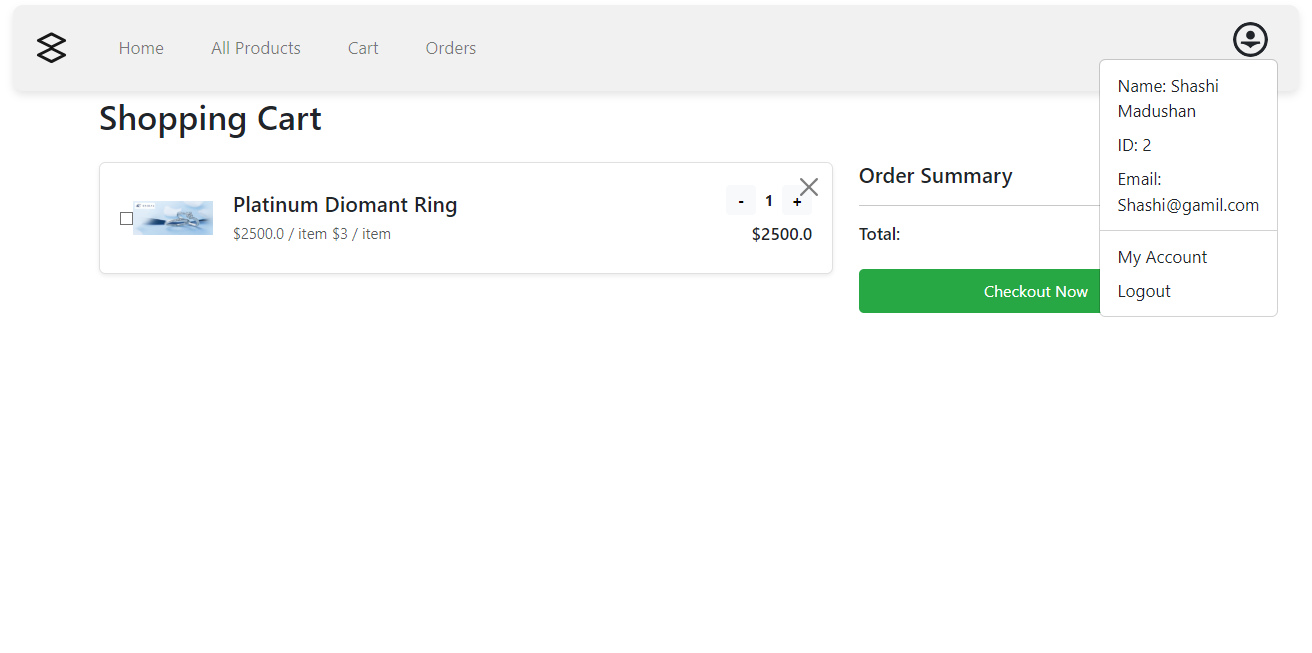 Home
All Products
Cart
Orders
Name: Shashi
Madushan
ID: 2
Email:
Shashi@gamil.com
My Account
Logout
Shopping Cart
Platinum Diomant Ring
$2500.0 / item $3 / item
- 1 +
$2500.0
Order Summary
Total:
Checkout Now